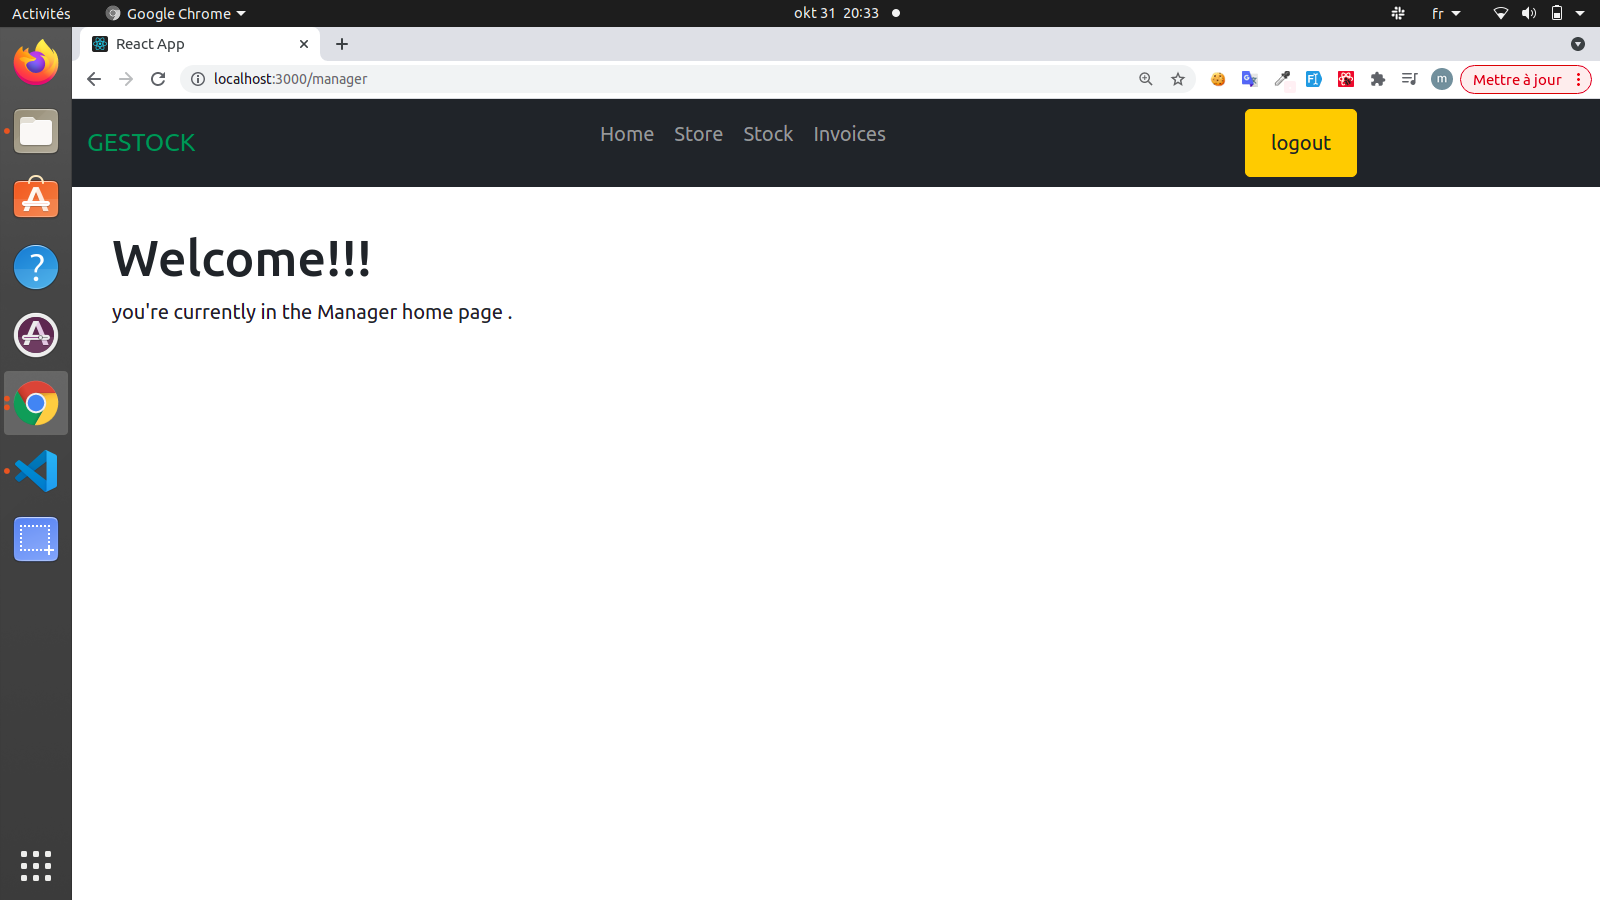 Activités Google Chrome okt 31 20:33 fr
React App
localhost:3000/manager m Mettre à jour
GESTOCK Home Store Stock Invoices logout
Welcome!!!
you're currently in the Manager home page .